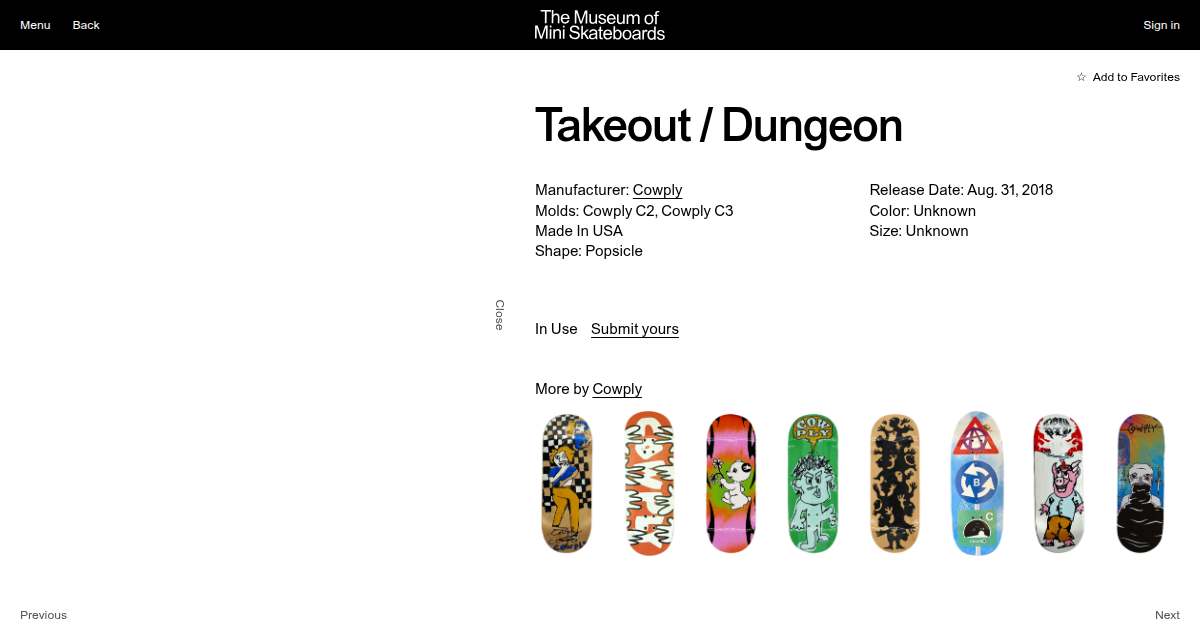 Menu
Back
The Museum of
Mini Skateboards
Sign in
☆ Add to Favorites
Takeout / Dungeon
Manufacturer: Cowply
Molds: Cowply C2, Cowply C3
Made In USA
Shape: Popsicle
Release Date: Aug. 31, 2018
Color: Unknown
Size: Unknown
Close
In Use
Submit yours
More by Cowply
COW
PLY
B
C
Previous
Next